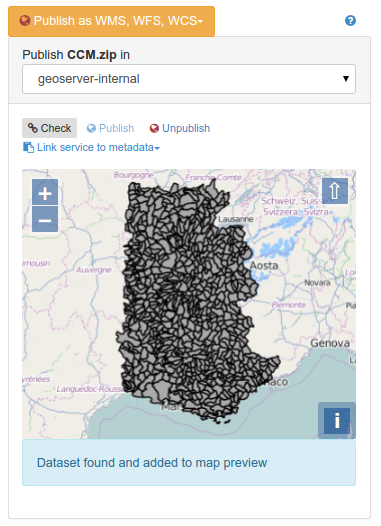 Publish as WMS, WFS, WCS
?
Publish CCM.zip in
geoserver-internal
Check Publish Unpublish
Link service to metadata
Bourgogne
Franche-Comté
Schweiz, Suisse
Svizzera, Svizra
Lausanne
Aosta
Auvergne
Novara
Piemonte
Genova
Languedoc-Rouss
aco
Mar
+
−
⇧
i
Dataset found and added to map preview